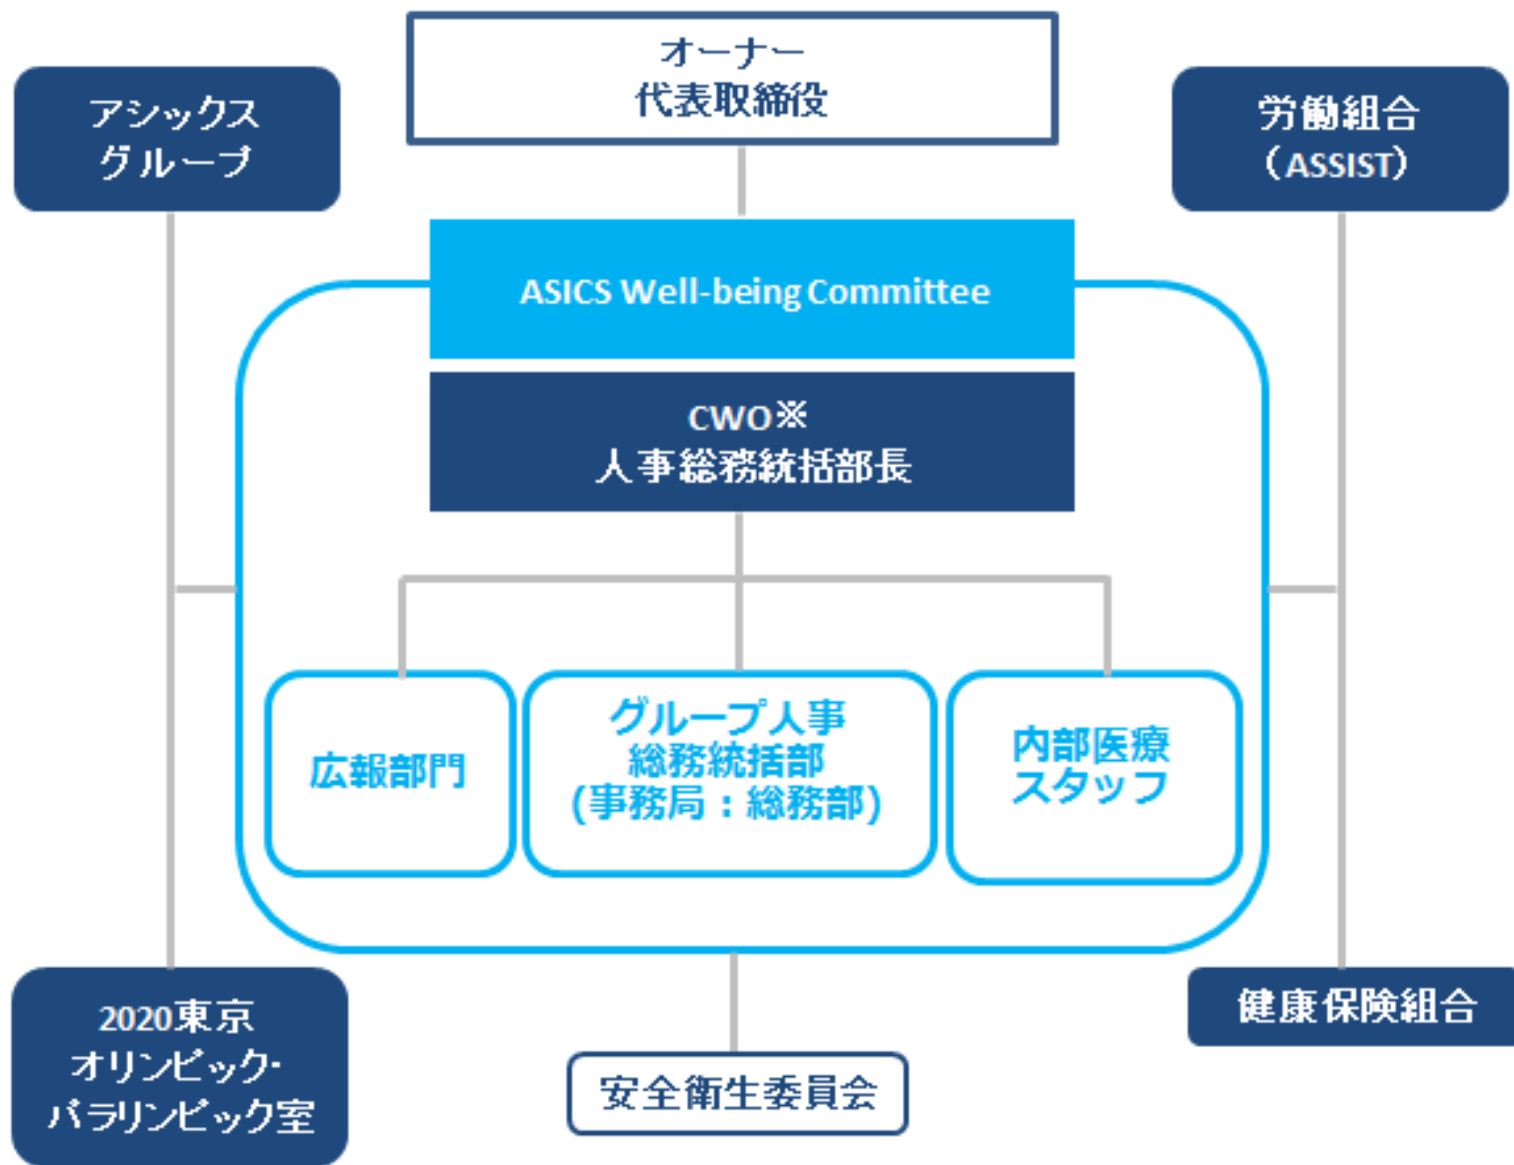 オーナー
代表取締役
アシックス
グループ
労働組合
（ASSIST）
ASICS Well-being Committee
CWO※
人事総務統括部長
広報部門
グループ人事
総務統括部
(事務局：総務部)
内部医療
スタッフ
2020東京
オリンピック・
パラリンピック室
安全衛生委員会
健康保険組合